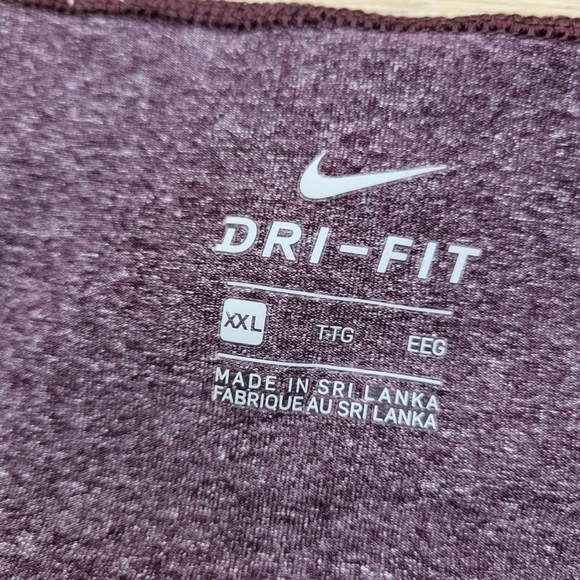 DRI-FIT
XXL TTG EEG
MADE IN SRI LANKA
FABRIQUE AU SRI LANKA